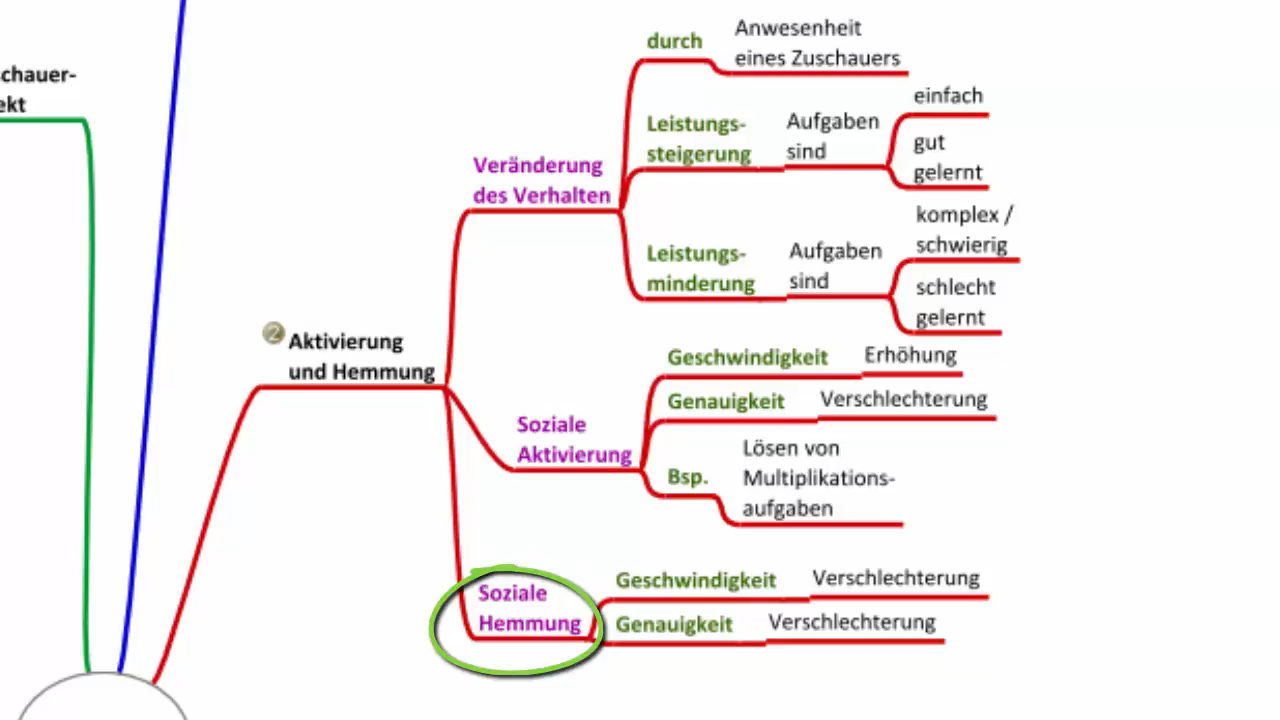 schauer-
ekt
2
Aktivierung
und Hemmung
Veränderung
des Verhalten
durch
Anwesenheit
eines Zuschauers
Leistungs-
steigerung
Aufgaben
sind
einfach
gut
gelernt
Leistungs-
minderung
Aufgaben
sind
komplex /
schwierig
schlecht
gelernt
Soziale
Aktivierung
Geschwindigkeit
Erhöhung
Genauigkeit
Verschlechterung
Bsp.
Lösen von
Multiplikations-
aufgaben
Soziale
Hemmung
Geschwindigkeit
Verschlechterung
Genauigkeit
Verschlechterung